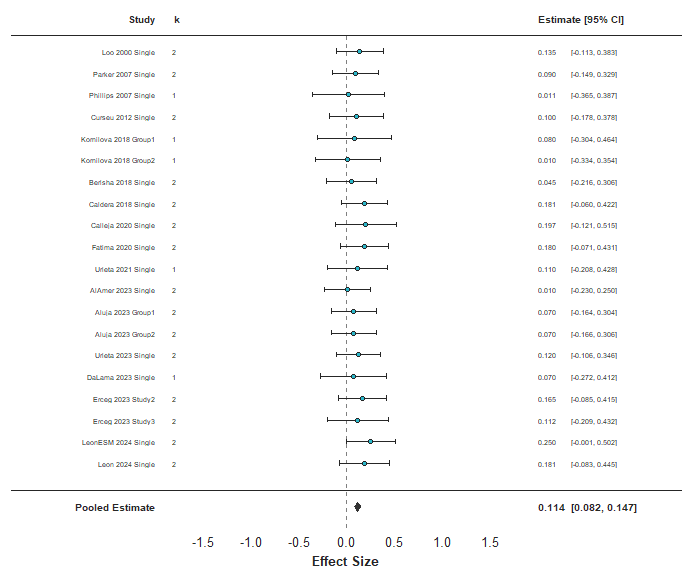 Study k Estimate [95% CI]
Loo 2000 Single 2 0.135 [-0.113, 0.383]
Parker 2007 Single 2 0.090 [-0.149, 0.329]
Phillips 2007 Single 1 0.011 [-0.365, 0.387]
Curseu 2012 Single 2 0.100 [-0.178, 0.378]
Kornilova 2018 Group1 1 0.080 [-0.304, 0.464]
Kornilova 2018 Group2 1 0.010 [-0.334, 0.354]
Berisha 2018 Single 2 0.045 [-0.216, 0.306]
Caldera 2018 Single 2 0.181 [-0.060, 0.422]
Calleja 2020 Single 2 0.197 [-0.121, 0.515]
Fatima 2020 Single 2 0.180 [-0.071, 0.431]
Urieta 2021 Single 1 0.110 [-0.208, 0.428]
AlAmer 2023 Single 2 0.010 [-0.230, 0.250]
Aluja 2023 Group1 2 0.070 [-0.164, 0.304]
Aluja 2023 Group2 2 0.070 [-0.166, 0.306]
Urieta 2023 Single 2 0.120 [-0.106, 0.346]
DaLama 2023 Single 1 0.070 [-0.272, 0.412]
Erceg 2023 Study2 2 0.165 [-0.085, 0.415]
Erceg 2023 Study3 2 0.112 [-0.209, 0.432]
LeonESM 2024 Single 2 0.250 [-0.001, 0.502]
Leon 2024 Single 2 0.181 [-0.083, 0.445]
Pooled Estimate 0.114 [0.082, 0.147]
-1.5 -1.0 -0.5 0.0 0.5 1.0 1.5
Effect Size